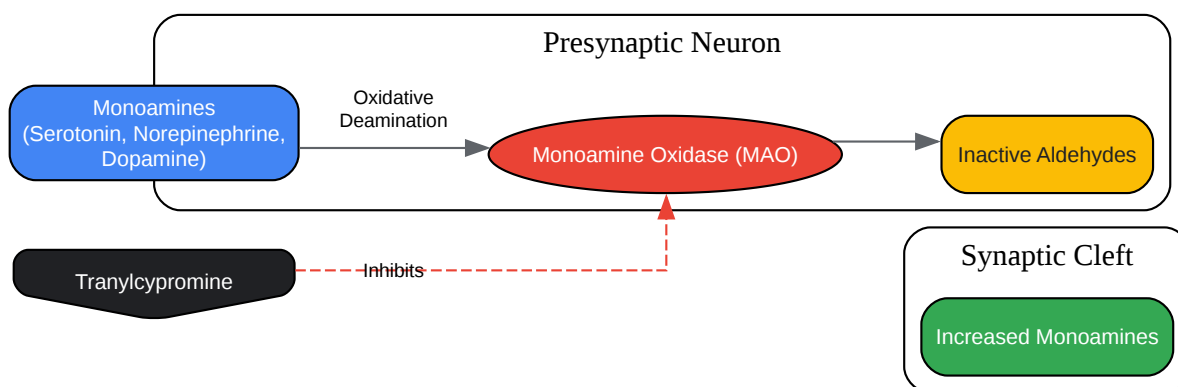 Presynaptic Neuron
Monoamines
(Serotonin, Norepinephrine,
Dopamine)
Oxidative
Deamination
Monoamine Oxidase (MAO)
Inactive Aldehydes
Tranylcypromine
Inhibits
Synaptic Cleft
Increased Monoamines